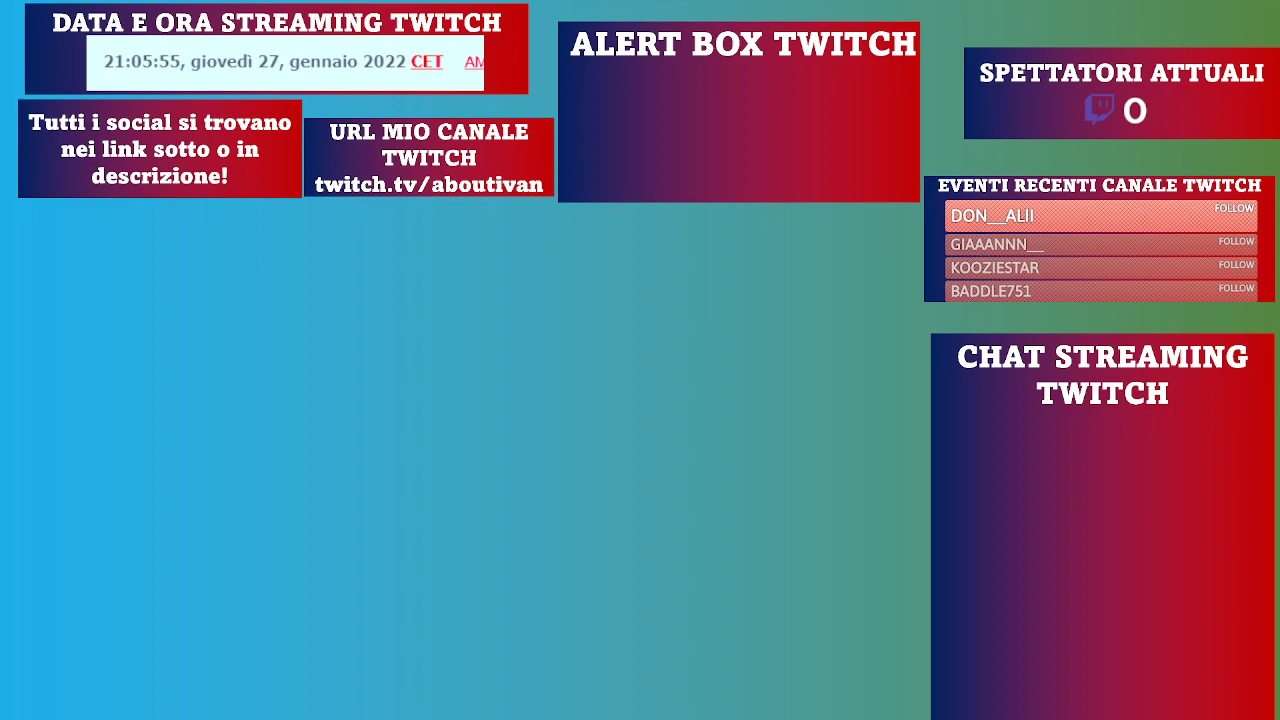 DATA E ORA STREAMING TWITCH
21:05:55, giovedì 27, gennaio 2022 CET AM
Tutti i social si trovano
nei link sotto o in
descrizione!
URL MIO CANALE
TWITCH
twitch.tv/aboutivan
ALERT BOX TWITCH
SPETTATORI ATTUALI
0
EVENTI RECENTI CANALE TWITCH
DON__ALII FOLLOW
GIAAANNN__ FOLLOW
KOOZIESTAR FOLLOW
BADDLE751 FOLLOW
CHAT STREAMING
TWITCH